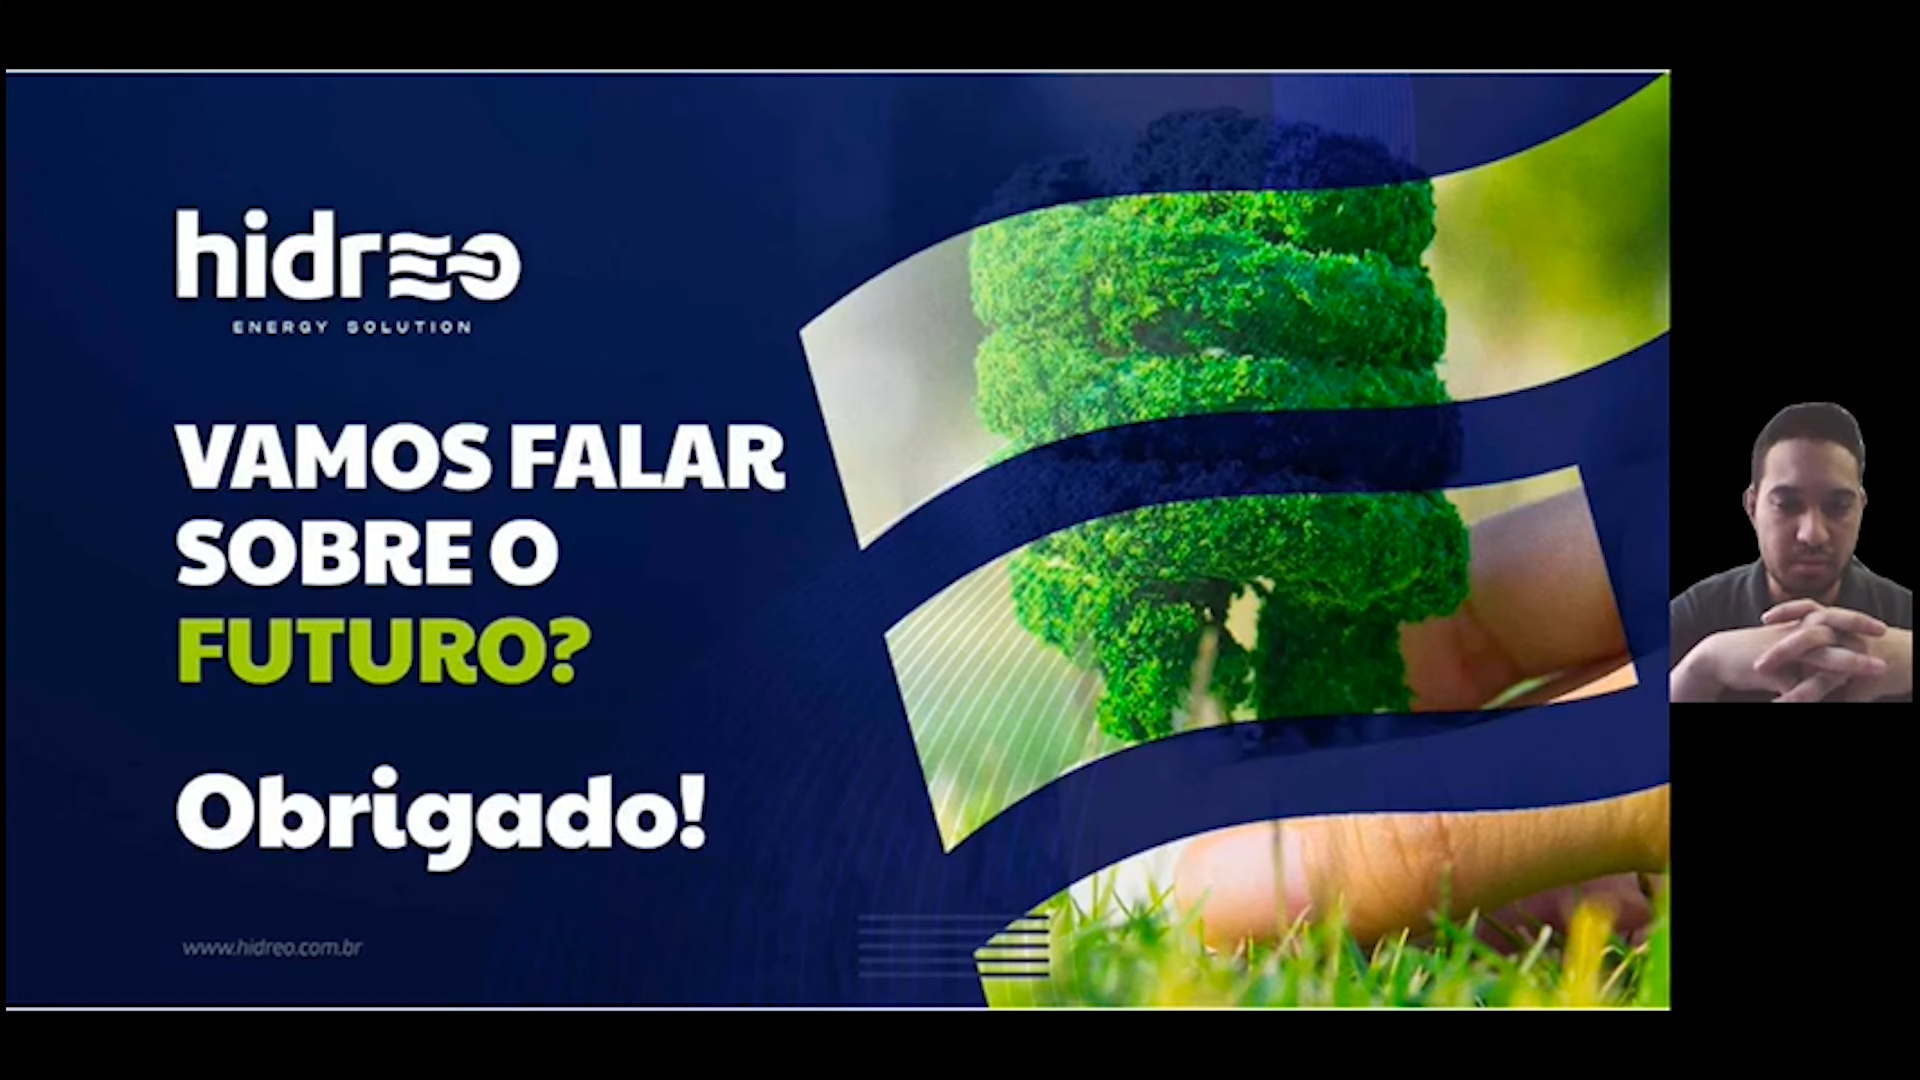 hidreo
ENERGY SOLUTION
VAMOS FALAR
SOBRE O
FUTURO?
Obrigado!
www.hidreo.com.br